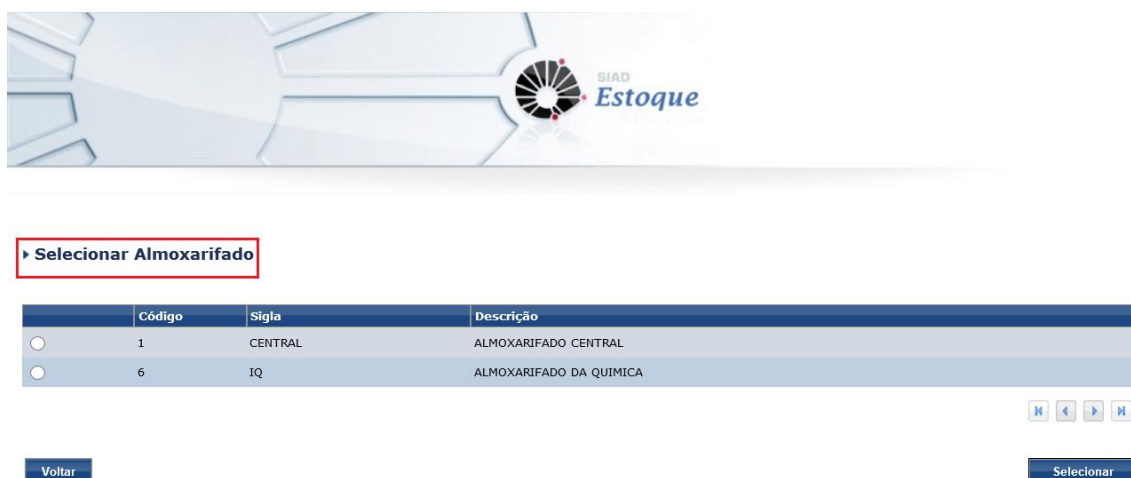 SIAD
Estoque
Selecionar Almoxarifado
Código Sigla Descrição
1 CENTRAL ALMOXARIFADO CENTRAL
6 IQ ALMOXARIFADO DA QUIMICA
Voltar Selecionar